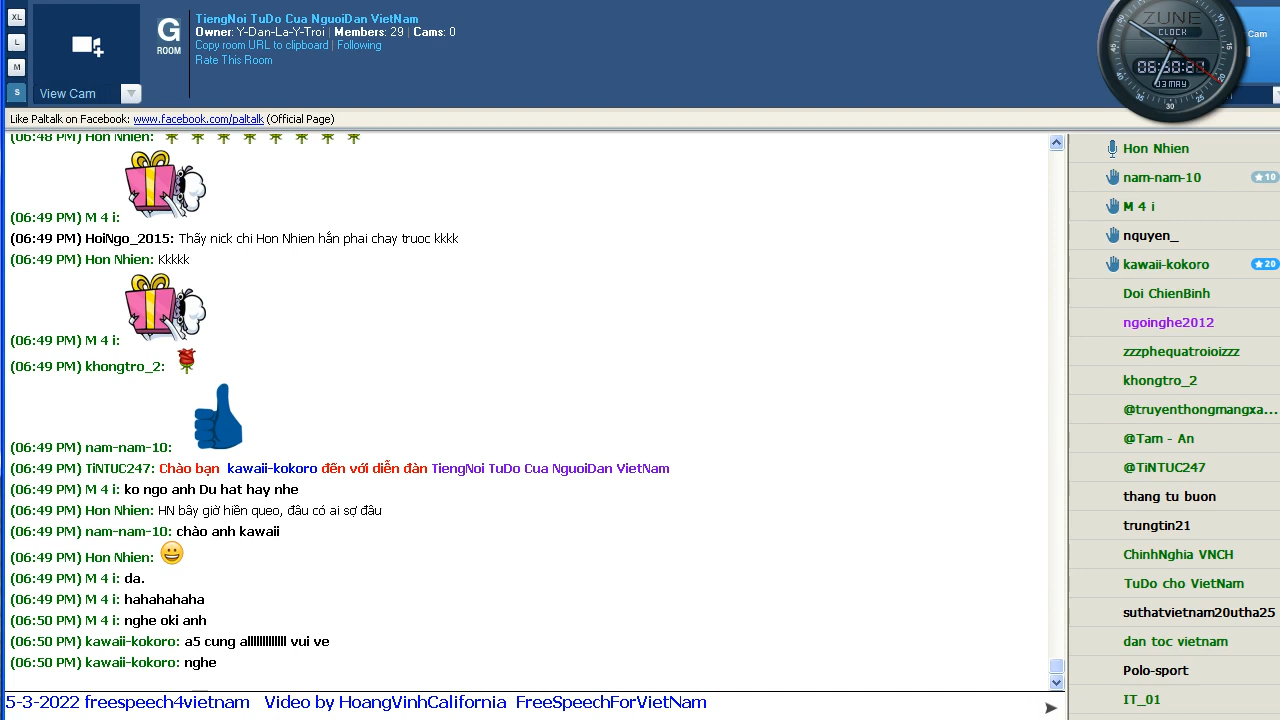 XL
L
M
S
View Cam
G
ROOM
TiengNoi TuDo Cua NguoiDan VietNam
Owner: Y-Dan-La-Y-Troi | Members: 29 | Cams: 0
Copy room URL to clipboard | Following
Rate This Room
ZUNE
CLOCK
03 MAY
Cam
Like Paltalk on Facebook: www.facebook.com/paltalk (Official Page)
(06:48 PM) Hon Nhien:
(06:49 PM) M 4 i:
(06:49 PM) HoiNgo_2015: Thấy nick chi Hon Nhien hắn phai chay truoc kkkk
(06:49 PM) Hon Nhien: Kkkkk
(06:49 PM) M 4 i:
(06:49 PM) khongtro_2:
(06:49 PM) nam-nam-10:
(06:49 PM) TiNTUC247: Chào bạn kawaii-kokoro đến với diễn đàn TiengNoi TuDo Cua NguoiDan VietNam
(06:49 PM) M 4 i: ko ngo anh Du hat hay nhe
(06:49 PM) Hon Nhien: HN bây giờ hiền queo, đâu có ai sợ đâu
(06:49 PM) nam-nam-10: chào anh kawaii
(06:49 PM) Hon Nhien:
(06:49 PM) M 4 i: da.
(06:49 PM) M 4 i: hahahahaha
(06:50 PM) M 4 i: nghe oki anh
(06:50 PM) kawaii-kokoro: a5 cung allllllllllllll vui ve
(06:50 PM) kawaii-kokoro: nghe
Hon Nhien
nam-nam-10
10
M 4 i
nquyen_
kawaii-kokoro
20
Doi ChienBinh
ngoinghe2012
zzzphequatroioizzz
khongtro_2
@truyenthongmangxa...
@Tam - An
@TiNTUC247
thang tu buon
trungtin21
ChinhNghia VNCH
TuDo cho VietNam
suthatvietnam20utha25
dan toc vietnam
Polo-sport
IT_01
5-3-2022 freespeech4vietnam Video by HoangVinhCalifornia FreeSpeechForVietNam